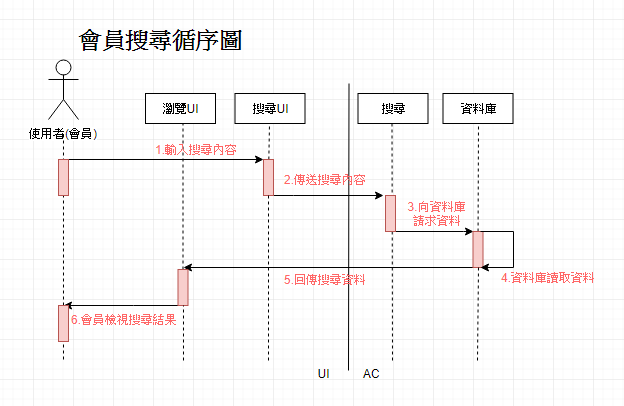 會員搜尋循序圖
使用者(會員)
瀏覽UI
搜尋UI
搜尋
資料庫
1.輸入搜尋內容
2.傳送搜尋內容
3.向資料庫
請求資料
4.資料庫讀取資料
5.回傳搜尋資料
6.會員檢視搜尋結果
UI
AC